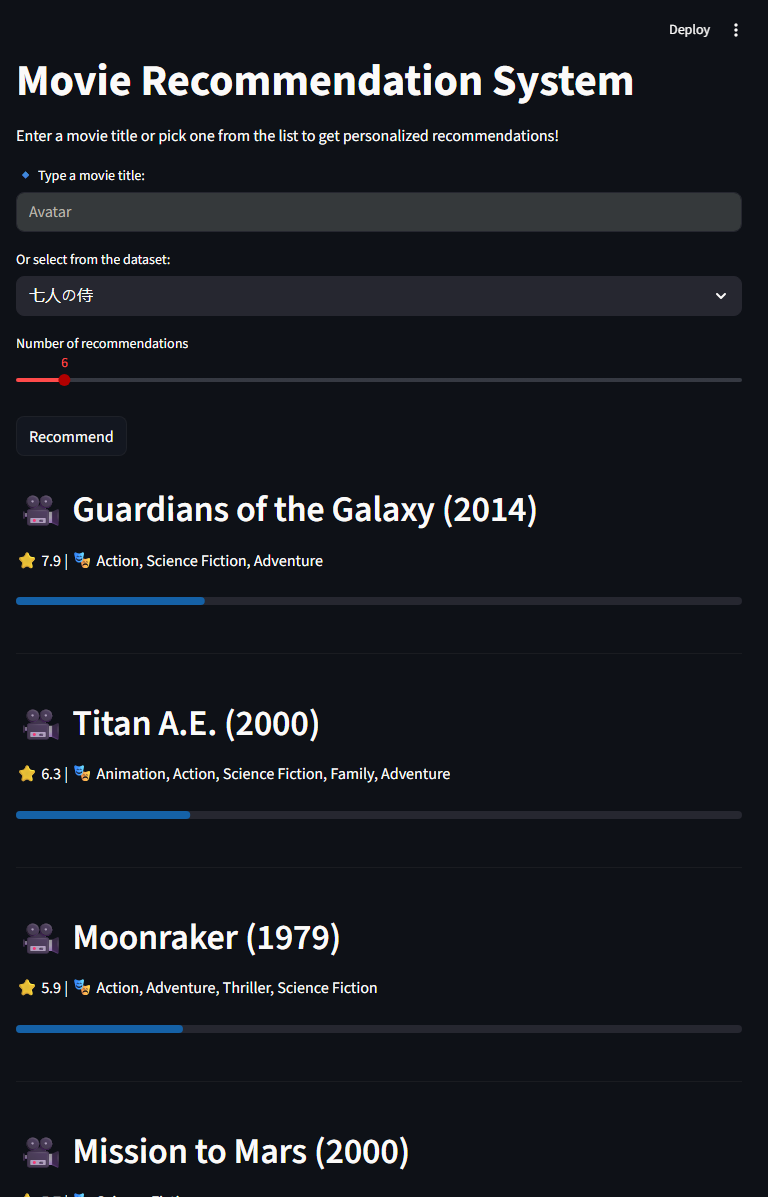 Deploy
Movie Recommendation System
Enter a movie title or pick one from the list to get personalized recommendations!
🔹 Type a movie title:
Avatar
Or select from the dataset:
七人の侍
Number of recommendations
6
Recommend
🎥 Guardians of the Galaxy (2014)
⭐ 7.9 | 🎭 Action, Science Fiction, Adventure
🎥 Titan A.E. (2000)
⭐ 6.3 | 🎭 Animation, Action, Science Fiction, Family, Adventure
🎥 Moonraker (1979)
⭐ 5.9 | 🎭 Action, Adventure, Thriller, Science Fiction
🎥 Mission to Mars (2000)